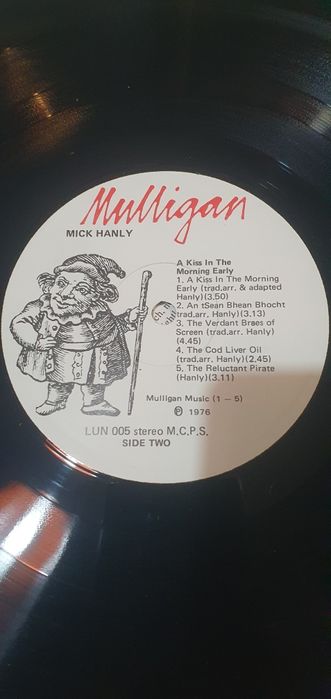 Mulligan
MICK HANLY
A Kiss In The
Morning Early
1. A Kiss In The Morning
Early (trad.arr. & adapted
Hanly)(3.50)
2. An tSean Bhean Bhocht
trad.arr. Hanly)(3.13)
3. The Verdant Braes of
Screen (trad.arr. Hanly)
(4.45)
4. The Cod Liver Oil
(trad.arr. Hanly)(2.45)
5. The Reluctant Pirate
(Hanly)(3.11)
Mulligan Music (1 – 5)
℗ 1976
LUN 005 stereo M.C.P.S.
SIDE TWO